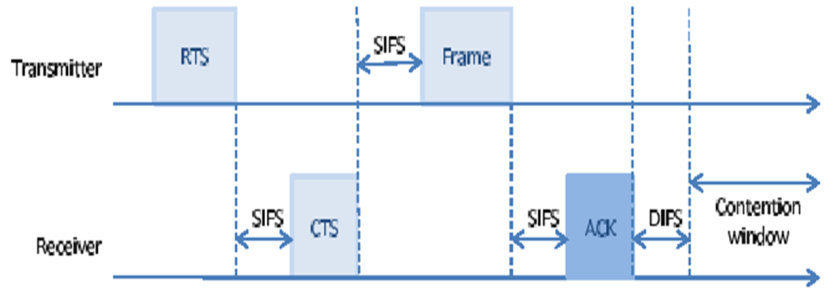 RTS
SIFS
Frame
Transmitter
SIFS
CTS
SIFS
ACK
DIFS
Contention
window
Receiver